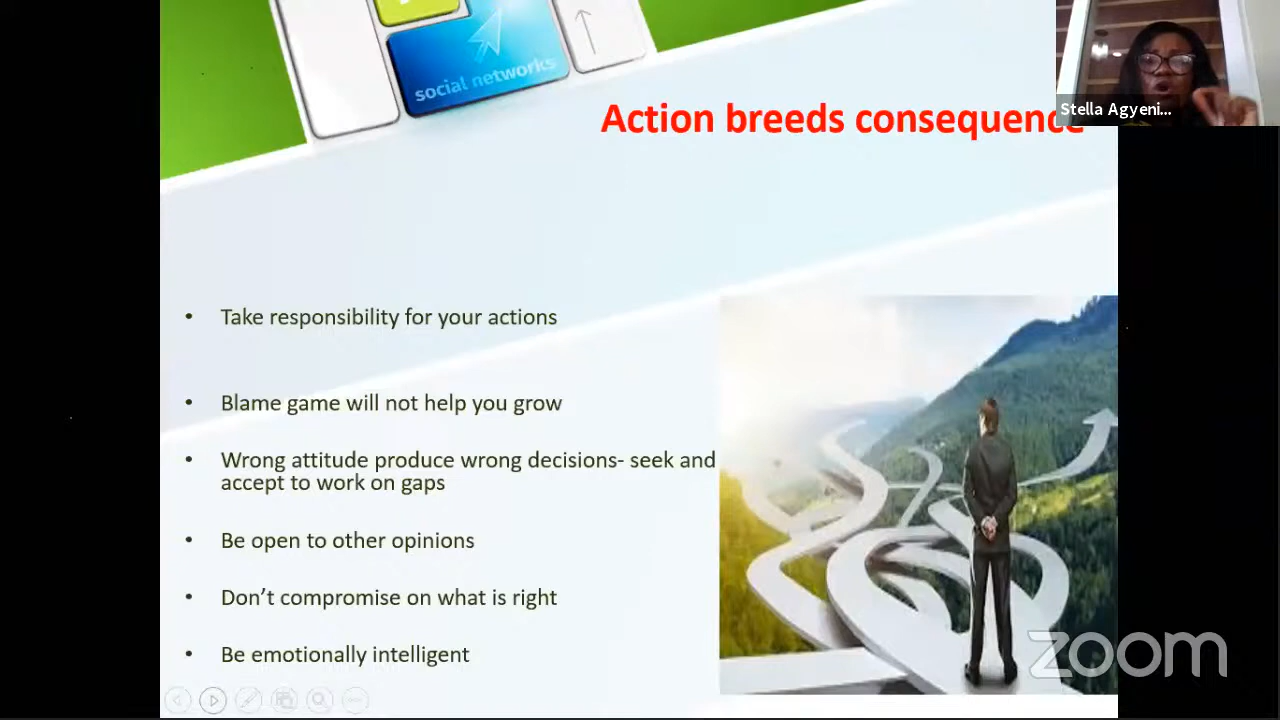 social networks
Action breeds consequence
Stella Agyeni...
• Take responsibility for your actions
• Blame game will not help you grow
• Wrong attitude produce wrong decisions- seek and
accept to work on gaps
• Be open to other opinions
• Don’t compromise on what is right
• Be emotionally intelligent
zoom